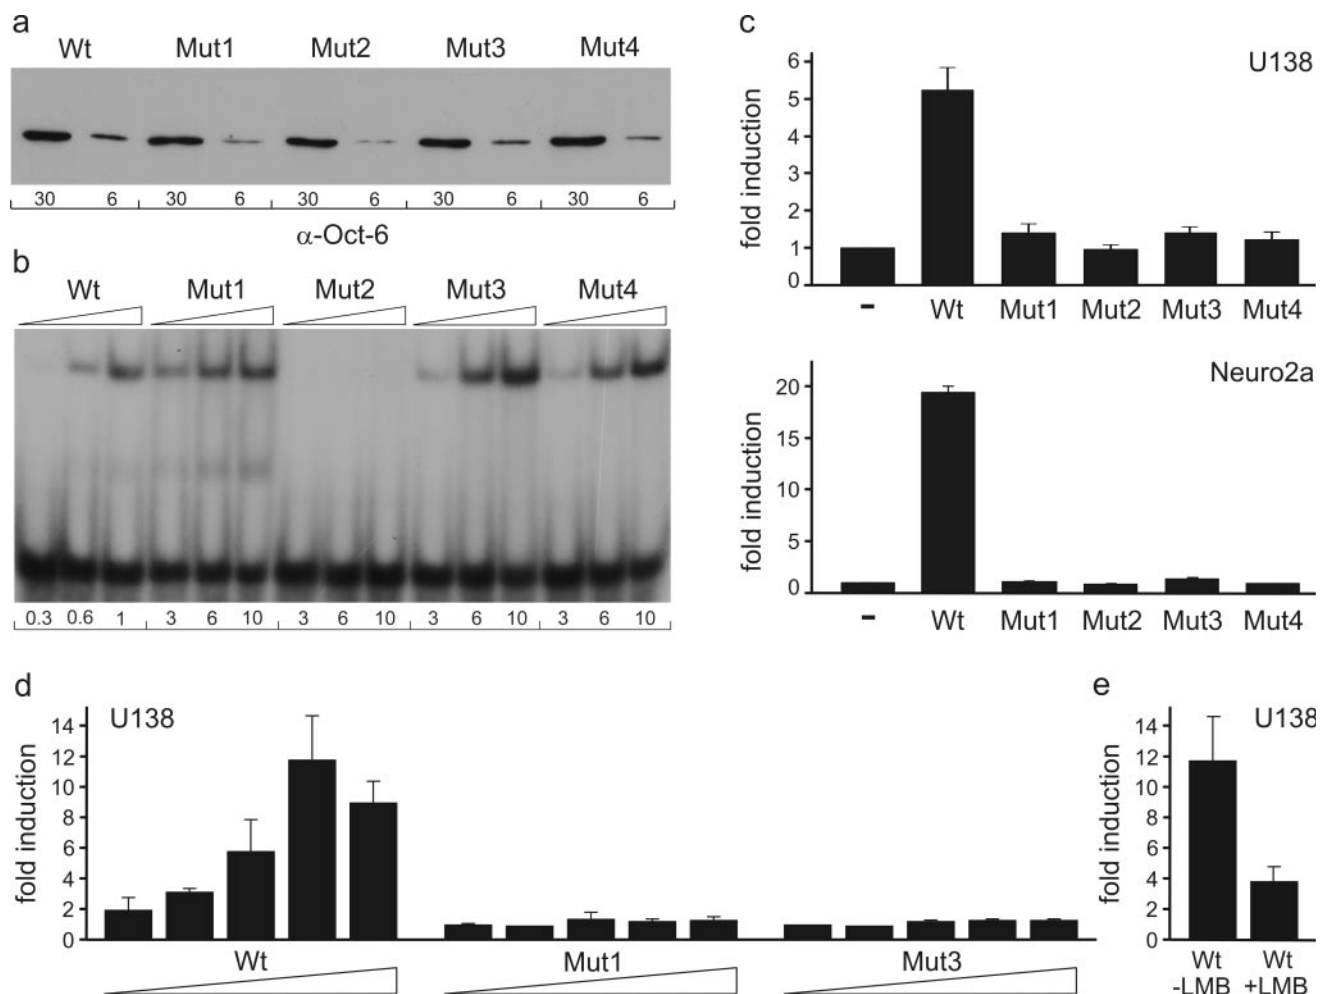 a
Wt Mut1 Mut2 Mut3 Mut4
30 6 30 6 30 6 30 6 30 6
α-Oct-6
b
Wt Mut1 Mut2 Mut3 Mut4
0.3 0.6 1 3 6 10 3 6 10 3 6 10 3 6 10
c
U138
fold induction
6
5
4
3
2
1
0
- Wt Mut1 Mut2 Mut3 Mut4
Neuro2a
fold induction
20
15
10
5
0
- Wt Mut1 Mut2 Mut3 Mut4
d
U138
fold induction
14
12
10
8
6
4
2
0
Wt Mut1 Mut3
e
U138
fold induction
14
12
10
8
6
4
2
0
Wt Wt
-LMB +LMB